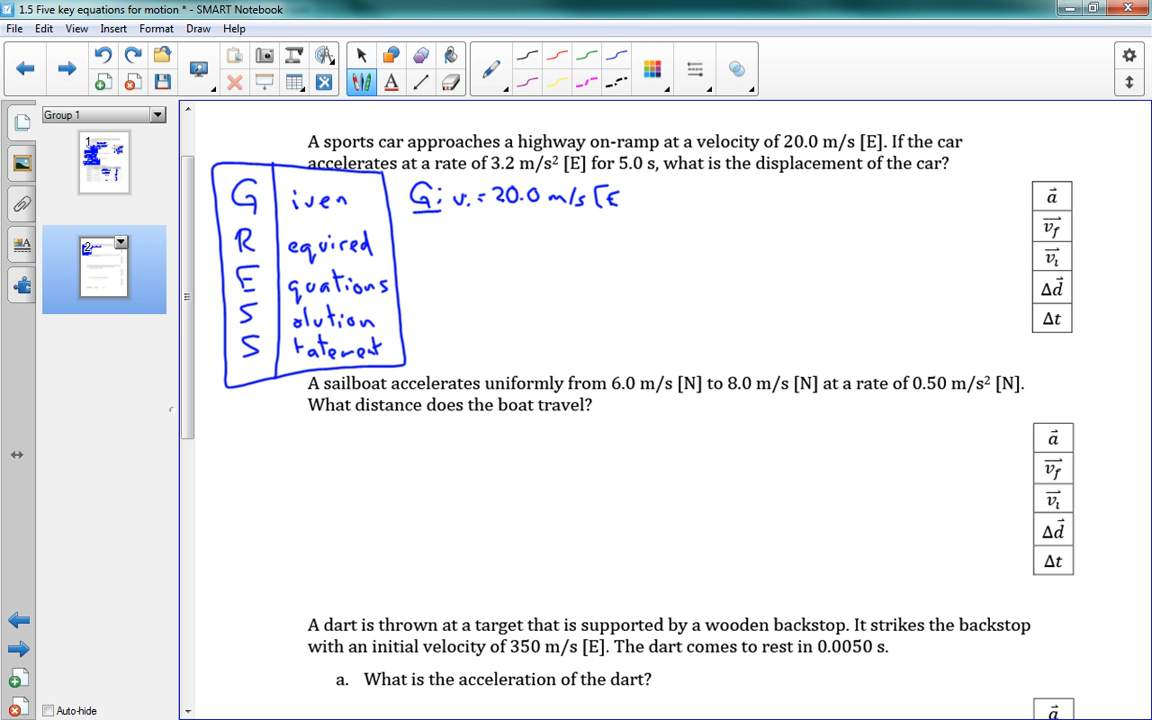 1.5 Five key equations for motion * - SMART Notebook
File Edit View Insert Format Draw Help
Group 1
1
2
A sports car approaches a highway on-ramp at a velocity of 20.0 m/s [E]. If the car
accelerates at a rate of 3.2 m/s² [E] for 5.0 s, what is the displacement of the car?
G iven
R equired
E quations
S olution
S tatement
G: vᵢ = 20.0 m/s [E
a⃗
v⃗f
v⃗i
Δd⃗
Δt
A sailboat accelerates uniformly from 6.0 m/s [N] to 8.0 m/s [N] at a rate of 0.50 m/s² [N].
What distance does the boat travel?
a⃗
v⃗f
v⃗i
Δd⃗
Δt
A dart is thrown at a target that is supported by a wooden backstop. It strikes the backstop
with an initial velocity of 350 m/s [E]. The dart comes to rest in 0.0050 s.
a. What is the acceleration of the dart?
a⃗
Auto-hide